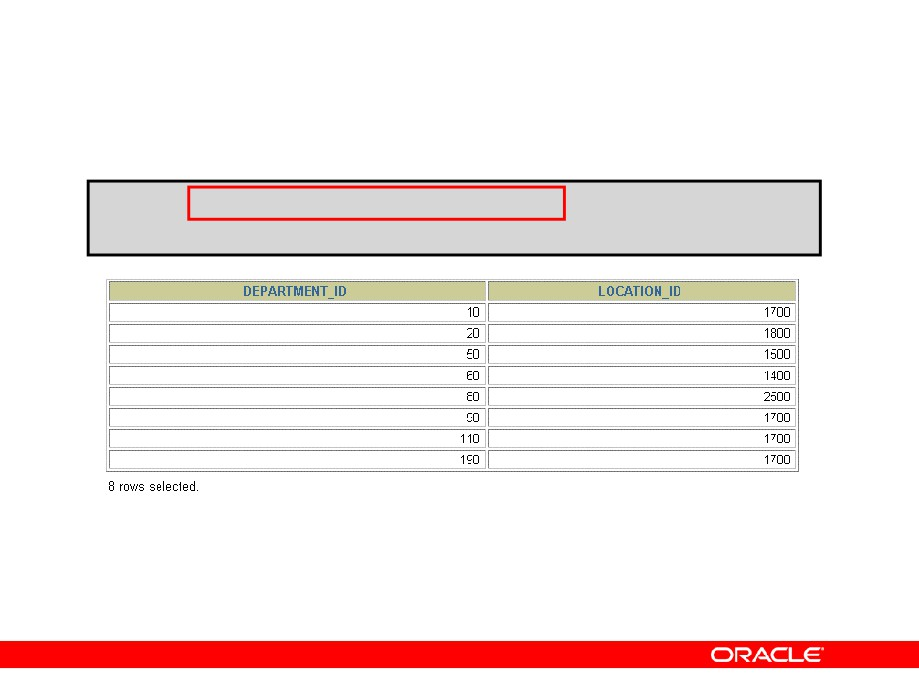 DEPARTMENT_ID LOCATION_ID
10 1700
20 1800
50 1500
60 1400
80 2500
90 1700
110 1700
190 1700
8 rows selected.
ORACLE